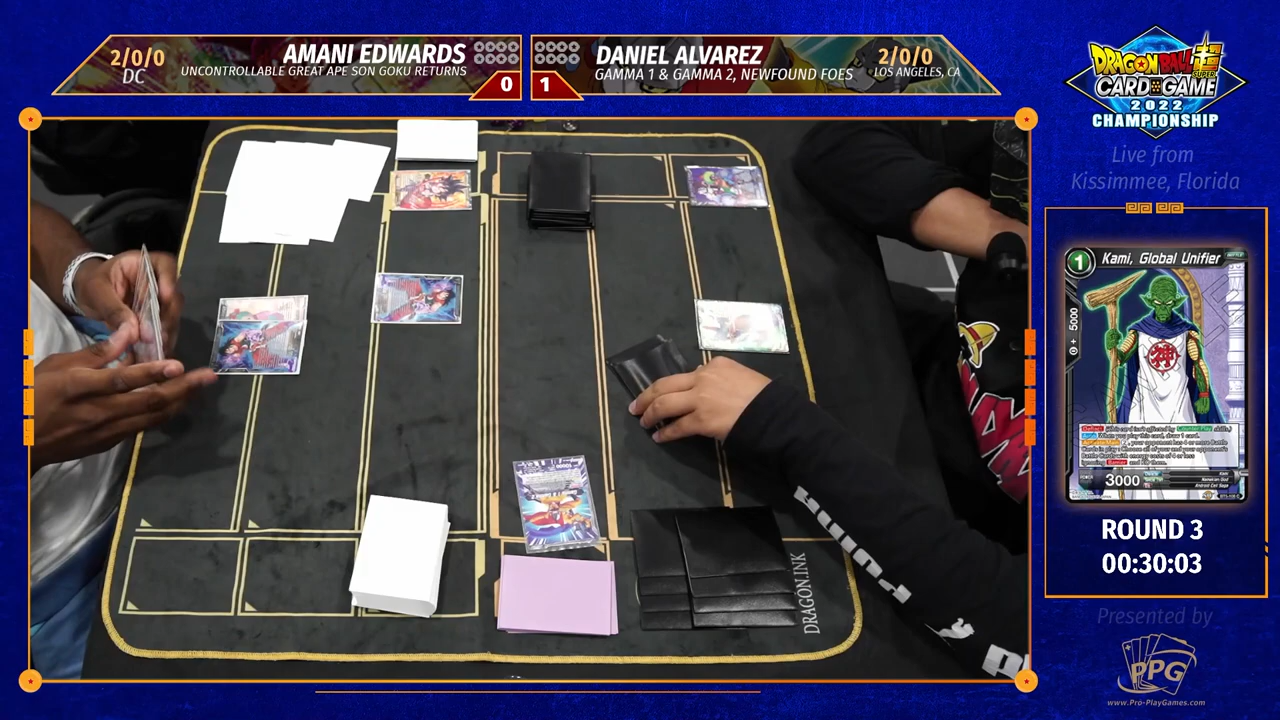 2/0/0
DC
AMANI EDWARDS
UNCONTROLLABLE GREAT APE SON GOKU RETURNS
0
1
DANIEL ALVAREZ
GAMMA 1 & GAMMA 2, NEWFOUND FOES
2/0/0
LOS ANGELES, CA
DRAGON BALL
SUPER
CARD GAME
2022
CHAMPIONSHIP
Live from
Kissimmee, Florida
1
Kami, Global Unifier
5000
3000
ROUND 3
00:30:03
Presented by
PPG
www.Pro-PlayGames.com
DRAGON.INK